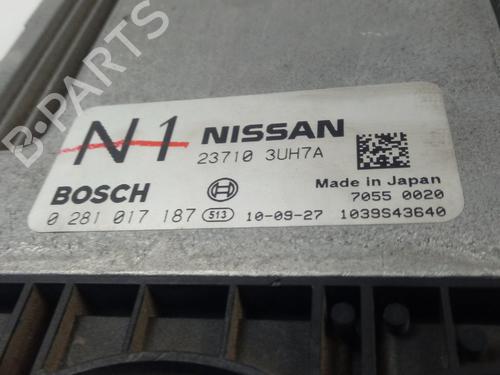 B-PARTS
N1 NISSAN
23710 3UH7A
BOSCH
Made in Japan
7055 0020
0 281 017 187 513 10-09-27 1039S43640